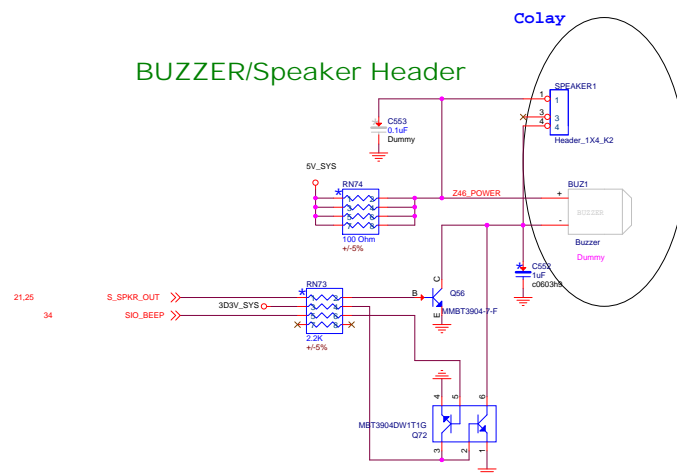 Colay
BUZZER/Speaker Header
SPEAKER1
1
1
3
3
4
4
Header_1X4_K2
C553
0.1uF
Dummy
5V_SYS
RN74
100 Ohm
+/-5%
Z46_POWER
BUZ1
+
BUZZER
-
Buzzer
Dummy
C552
1uF
c0603h9
21,25
S_SPKR_OUT
34
SIO_BEEP
3D3V_SYS
RN73
2.2K
+/-5%
B
C
E
Q56
MMBT3904-7-F
4
5
6
MBT3904DW1T1G
Q72
3
2
1